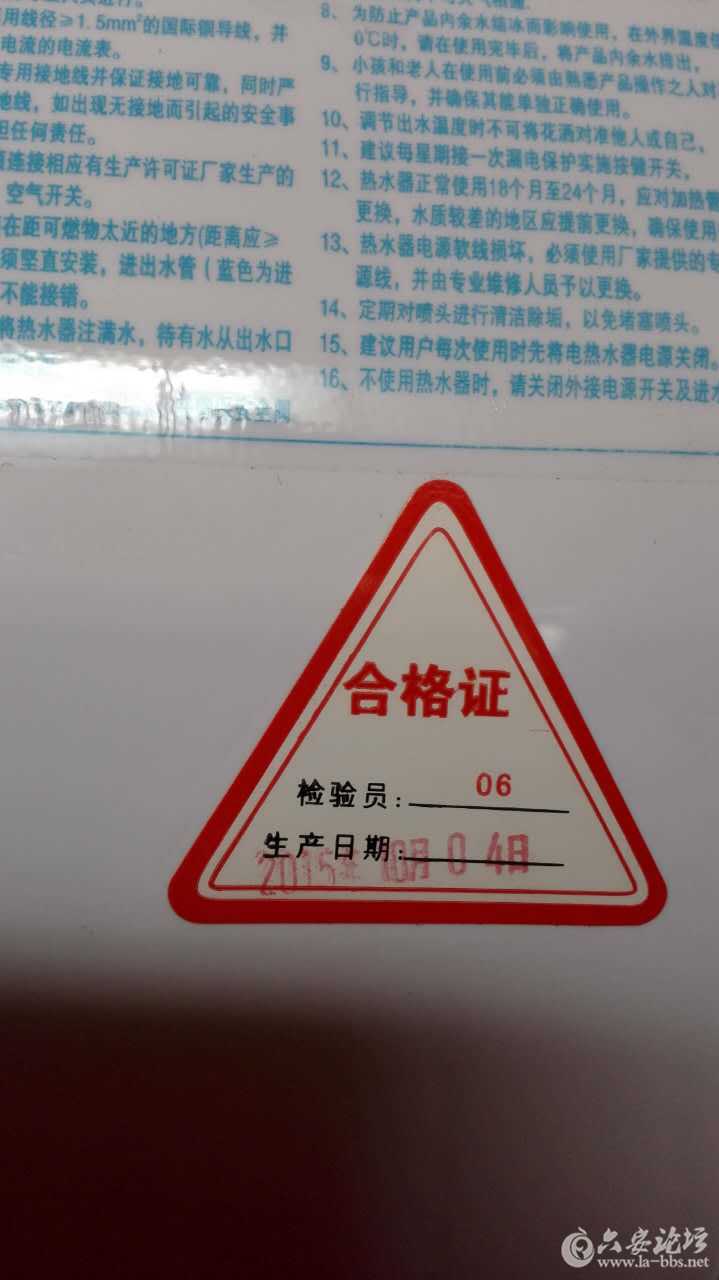 用线径≥1.5mm²的国际铜导线，并
电流的电流表。
专用接地线并保证接地可靠，同时严
地线，如出现无接地而引起的安全事
担任何责任。
连接相应有生产许可证厂家生产的
空气开关。
在距可燃物太近的地方(距离应≥
须坚直安装，进出水管（蓝色为进
不能接错。
将热水器注满水，待有水从出水口
8、为防止产品内余水结冰而影响使用，在外界温度
0℃时，请在使用完毕后，将产品内余水排出，
9、小孩和老人在使用前必须由熟悉产品操作之人对
行指导，并确保其能单独正确使用。
10、调节出水温度时不可将花洒对准他人或自己，
11、建议每星期接一次漏电保护实施按键开关，
12、热水器正常使用18个月至24个月，应对加热管
更换，水质较差的地区应提前更换，确保使用
13、热水器电源软线损坏，必须使用厂家提供的专
源线，并由专业维修人员予以更换。
14、定期对喷头进行清洁除垢，以免堵塞喷头。
15、建议用户每次使用时先将电热水器电源关闭。
16、不使用热水器时，请关闭外接电源开关及进水
合格证
检验员：06
生产日期：
2015年10月04日
六安论坛
www.la-bbs.net